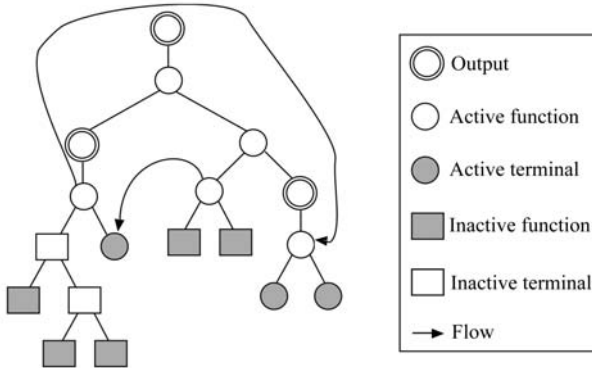 Output
Active function
Active terminal
Inactive function
Inactive terminal
Flow